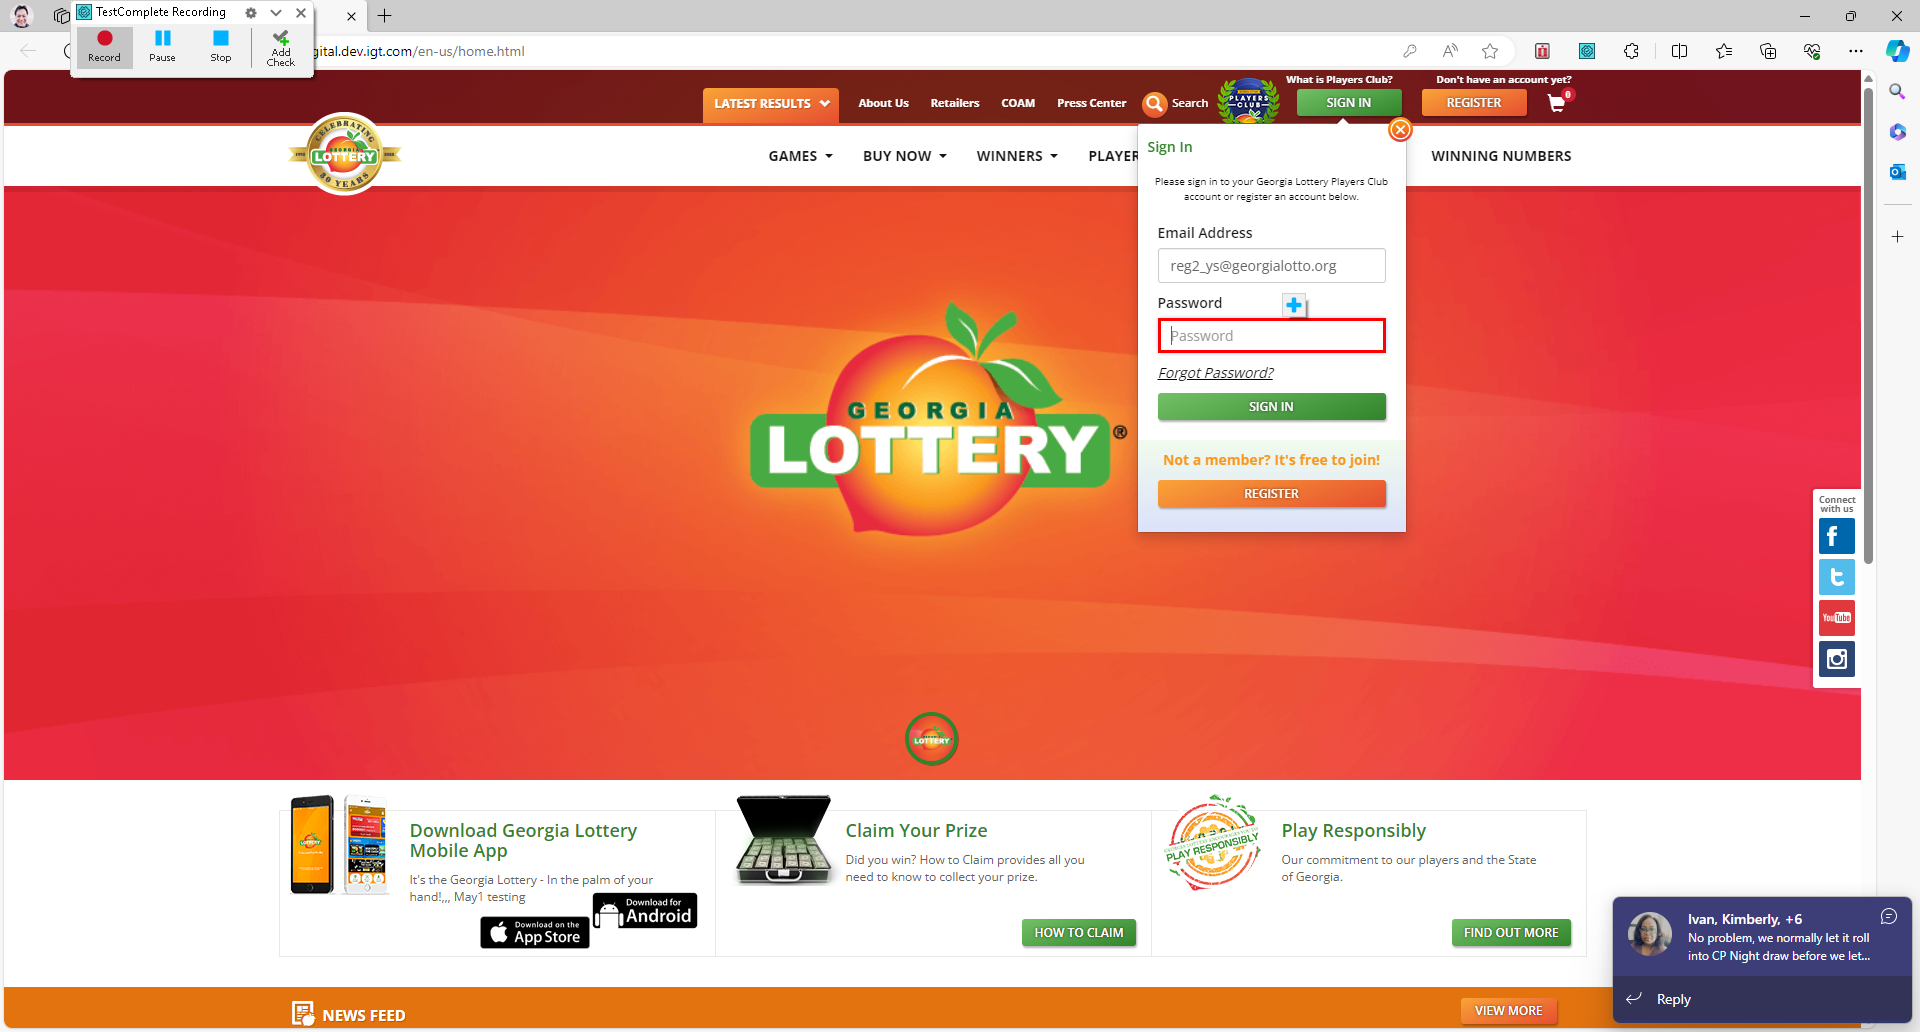 TestComplete Recording
Record
Pause
Stop
Add
Check
gital.dev.igt.com/en-us/home.html
What is Players Club?
Don't have an account yet?
LATEST RESULTS
About Us
Retailers
COAM
Press Center
Search
PLAYERS
CLUB
SIGN IN
REGISTER
0
CELEBRATING
GEORGIA
LOTTERY
30 YEARS
GAMES
BUY NOW
WINNERS
PLAYER
WINNING NUMBERS
Sign In
Please sign in to your Georgia Lottery Players Club
account or register an account below.
Email Address
reg2_ys@georgialotto.org
Password
Password
Forgot Password?
SIGN IN
Not a member? It's free to join!
REGISTER
GEORGIA
LOTTERY®
Connect
with us
f
t
YouTube
LOTTERY
Download Georgia Lottery
Mobile App
It's the Georgia Lottery - In the palm of your
hand!,,, May1 testing
Download on the
App Store
Download for
Android
Claim Your Prize
Did you win? How to Claim provides all you
need to know to collect your prize.
HOW TO CLAIM
PLAY RESPONSIBLY
Play Responsibly
Our commitment to our players and the State
of Georgia.
FIND OUT MORE
NEWS FEED
VIEW MORE
Ivan, Kimberly, +6
No problem, we normally let it roll
into CP Night draw before we let...
Reply